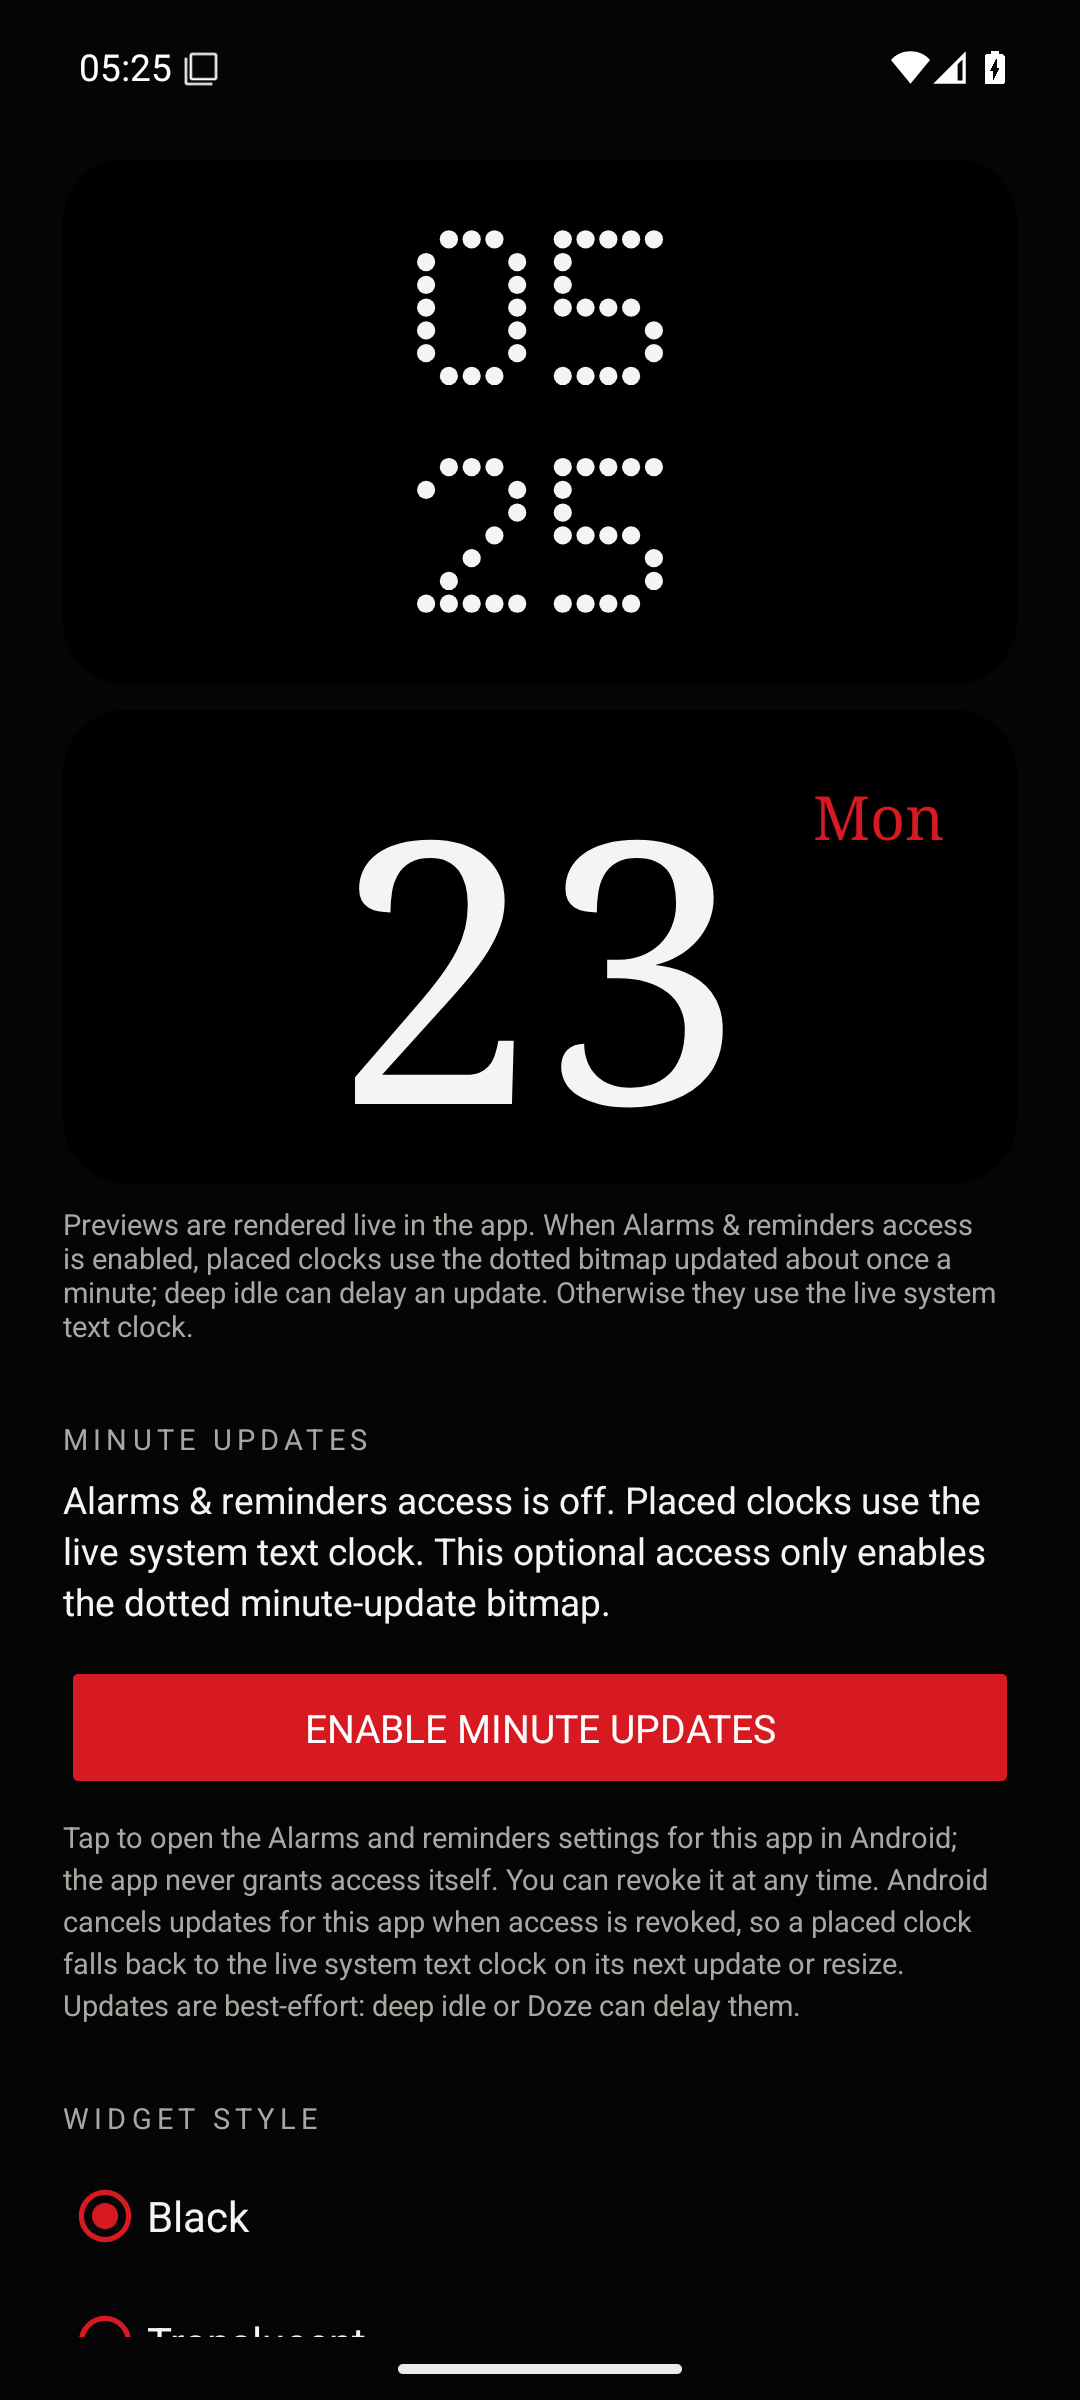 05:25
05
25
Mon
23
Previews are rendered live in the app. When Alarms & reminders access
is enabled, placed clocks use the dotted bitmap updated about once a
minute; deep idle can delay an update. Otherwise they use the live system
text clock.
MINUTE UPDATES
Alarms & reminders access is off. Placed clocks use the
live system text clock. This optional access only enables
the dotted minute-update bitmap.
ENABLE MINUTE UPDATES
Tap to open the Alarms and reminders settings for this app in Android;
the app never grants access itself. You can revoke it at any time. Android
cancels updates for this app when access is revoked, so a placed clock
falls back to the live system text clock on its next update or resize.
Updates are best-effort: deep idle or Doze can delay them.
WIDGET STYLE
Black
Translucent